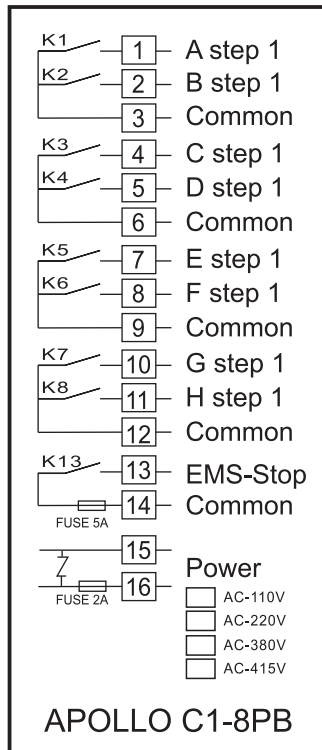 K1 1 A step 1
K2 2 B step 1
3 Common
K3 4 C step 1
K4 5 D step 1
6 Common
K5 7 E step 1
K6 8 F step 1
9 Common
K7 10 G step 1
K8 11 H step 1
12 Common
K13 13 EMS-Stop
14 Common
FUSE 5A
15
Power
16
FUSE 2A
AC-110V
AC-220V
AC-380V
AC-415V
APOLLO C1-8PB